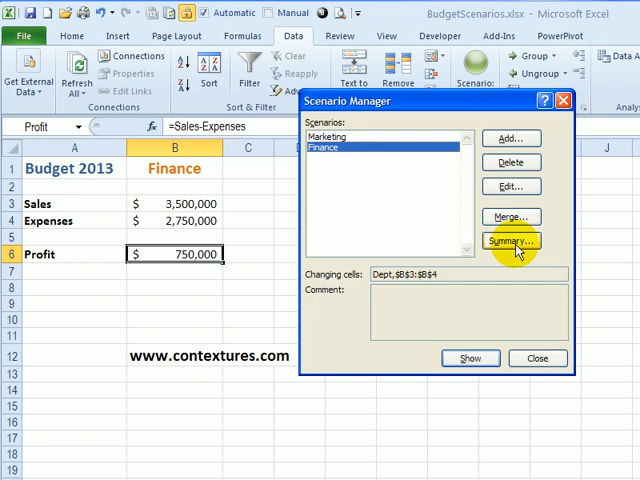 Automatic
Manual
BudgetScenarios.xlsx - Microsoft Excel
File
Home
Insert
Page Layout
Formulas
Data
Review
View
Developer
Add-Ins
PowerPivot
Get External
Data
Refresh
All
Connections
Properties
Edit Links
Connections
Sort
Filter
Clear
Reapply
Sort & Filter
Text to
Group
Ungroup
Scenario:
Data A
Analys
Profit
fx
=Sales-Expenses
A
B
C
J
1
Budget 2013
Finance
2
3
Sales
$ 3,500,000
4
Expenses
$ 2,750,000
5
6
Profit
$ 750,000
7
8
9
10
11
12
www.contextures.com
13
14
15
16
17
18
19
Scenario Manager
Scenarios:
Marketing
Finance
Add...
Delete
Edit...
Merge...
Summary...
Changing cells:
Dept,$B$3:$B$4
Comment:
Show
Close